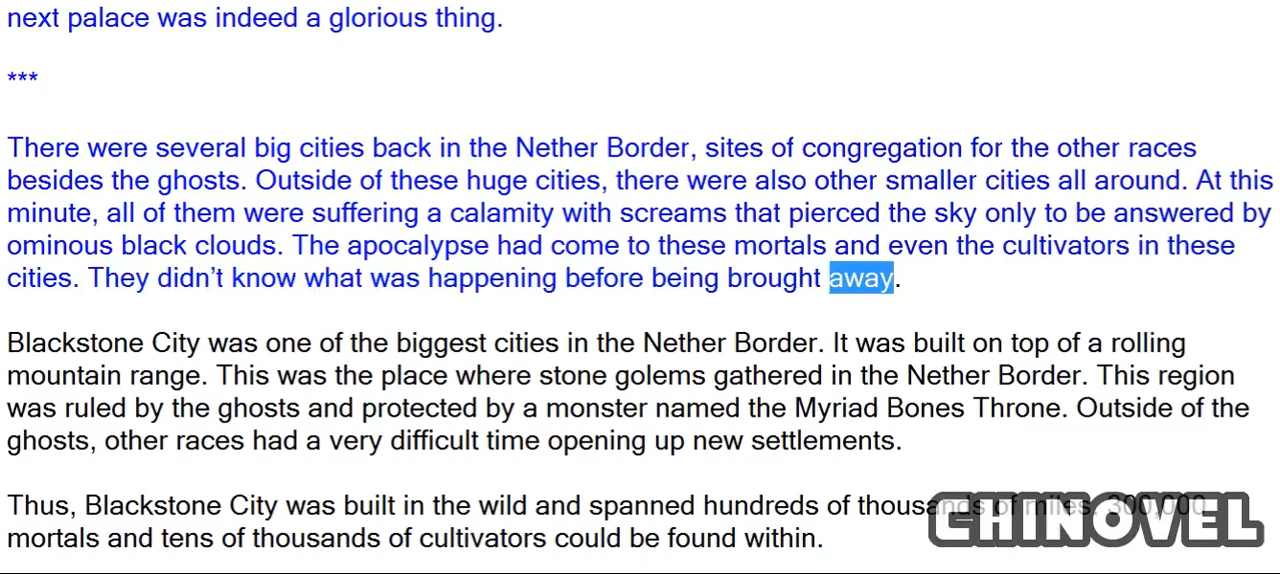 next palace was indeed a glorious thing.
***
There were several big cities back in the Nether Border, sites of congregation for the other races
besides the ghosts. Outside of these huge cities, there were also other smaller cities all around. At this
minute, all of them were suffering a calamity with screams that pierced the sky only to be answered by
ominous black clouds. The apocalypse had come to these mortals and even the cultivators in these
cities. They didn’t know what was happening before being brought away.
Blackstone City was one of the biggest cities in the Nether Border. It was built on top of a rolling
mountain range. This was the place where stone golems gathered in the Nether Border. This region
was ruled by the ghosts and protected by a monster named the Myriad Bones Throne. Outside of the
ghosts, other races had a very difficult time opening up new settlements.
Thus, Blackstone City was built in the wild and spanned hundreds of thousands of miles. 300,000
mortals and tens of thousands of cultivators could be found within.
CHINOVEL